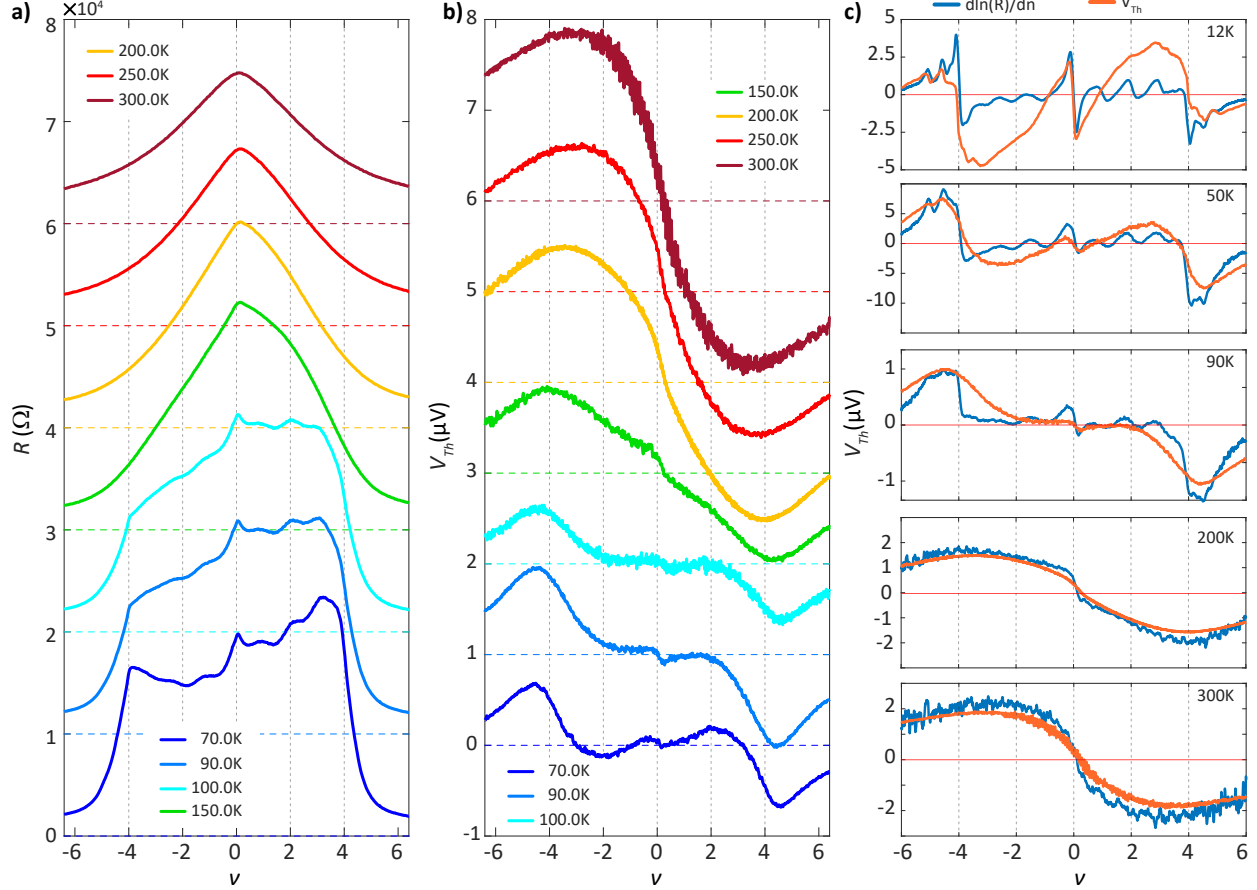 a)
×10⁴
8
7
6
5
4
3
2
1
0
R (Ω)
200.0K
250.0K
300.0K
70.0K
90.0K
100.0K
150.0K
-6 -4 -2 0 2 4 6
ν
b)
8
7
6
5
4
3
2
1
0
-1
V_Th (μV)
150.0K
200.0K
250.0K
300.0K
70.0K
90.0K
100.0K
-6 -4 -2 0 2 4 6
ν
c)
dln(R)/dn V_Th
12K
5
2.5
0
-2.5
-5
50K
5
0
-5
-10
90K
1
0
-1
V_Th (μV)
200K
2
1
0
-1
-2
300K
2
0
-2
-6 -4 -2 0 2 4 6
ν